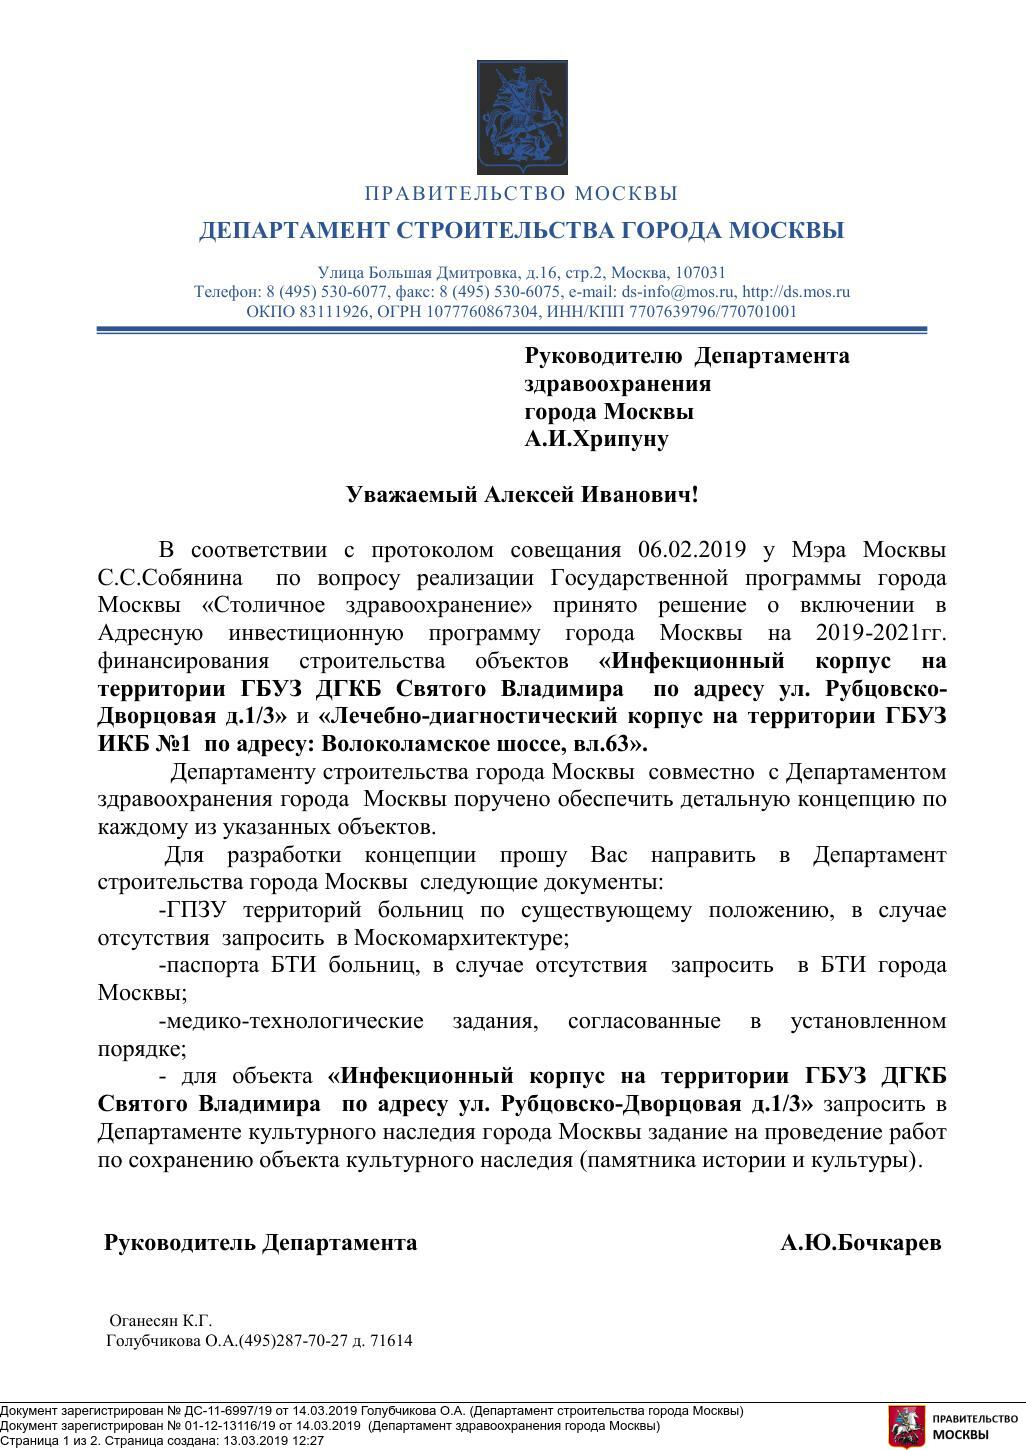 ПРАВИТЕЛЬСТВО МОСКВЫ
ДЕПАРТАМЕНТ СТРОИТЕЛЬСТВА ГОРОДА МОСКВЫ
Улица Большая Дмитровка, д.16, стр.2, Москва, 107031
Телефон: 8 (495) 530-6077, факс: 8 (495) 530-6075, e-mail: ds-info@mos.ru, http://ds.mos.ru
ОКПО 83111926, ОГРН 1077760867304, ИНН/КПП 7707639796/770701001
Руководителю Департамента
здравоохранения
города Москвы
А.И.Хрипуну
Уважаемый Алексей Иванович!
В соответствии с протоколом совещания 06.02.2019 у Мэра Москвы
С.С.Собянина по вопросу реализации Государственной программы города
Москвы «Столичное здравоохранение» принято решение о включении в
Адресную инвестиционную программу города Москвы на 2019-2021гг.
финансирования строительства объектов «Инфекционный корпус на
территории ГБУЗ ДГКБ Святого Владимира по адресу ул. Рубцовско-
Дворцовая д.1/3» и «Лечебно-диагностический корпус на территории ГБУЗ
ИКБ №1 по адресу: Волоколамское шоссе, вл.63».
Департаменту строительства города Москвы совместно с Департаментом
здравоохранения города Москвы поручено обеспечить детальную концепцию по
каждому из указанных объектов.
Для разработки концепции прошу Вас направить в Департамент
строительства города Москвы следующие документы:
-ГПЗУ территорий больниц по существующему положению, в случае
отсутствия запросить в Москомархитектуре;
-паспорта БТИ больниц, в случае отсутствия запросить в БТИ города
Москвы;
-медико-технологические задания, согласованные в установленном
порядке;
- для объекта «Инфекционный корпус на территории ГБУЗ ДГКБ
Святого Владимира по адресу ул. Рубцовско-Дворцовая д.1/3» запросить в
Департаменте культурного наследия города Москвы задание на проведение работ
по сохранению объекта культурного наследия (памятника истории и культуры).
Руководитель Департамента А.Ю.Бочкарев
Оганесян К.Г.
Голубчикова О.А.(495)287-70-27 д. 71614
Документ зарегистрирован № ДС-11-6997/19 от 14.03.2019 Голубчикова О.А. (Департамент строительства города Москвы)
Документ зарегистрирован № 01-12-13116/19 от 14.03.2019 (Департамент здравоохранения города Москвы)
Страница 1 из 2. Страница создана: 13.03.2019 12:27
ПРАВИТЕЛЬСТВО
МОСКВЫ